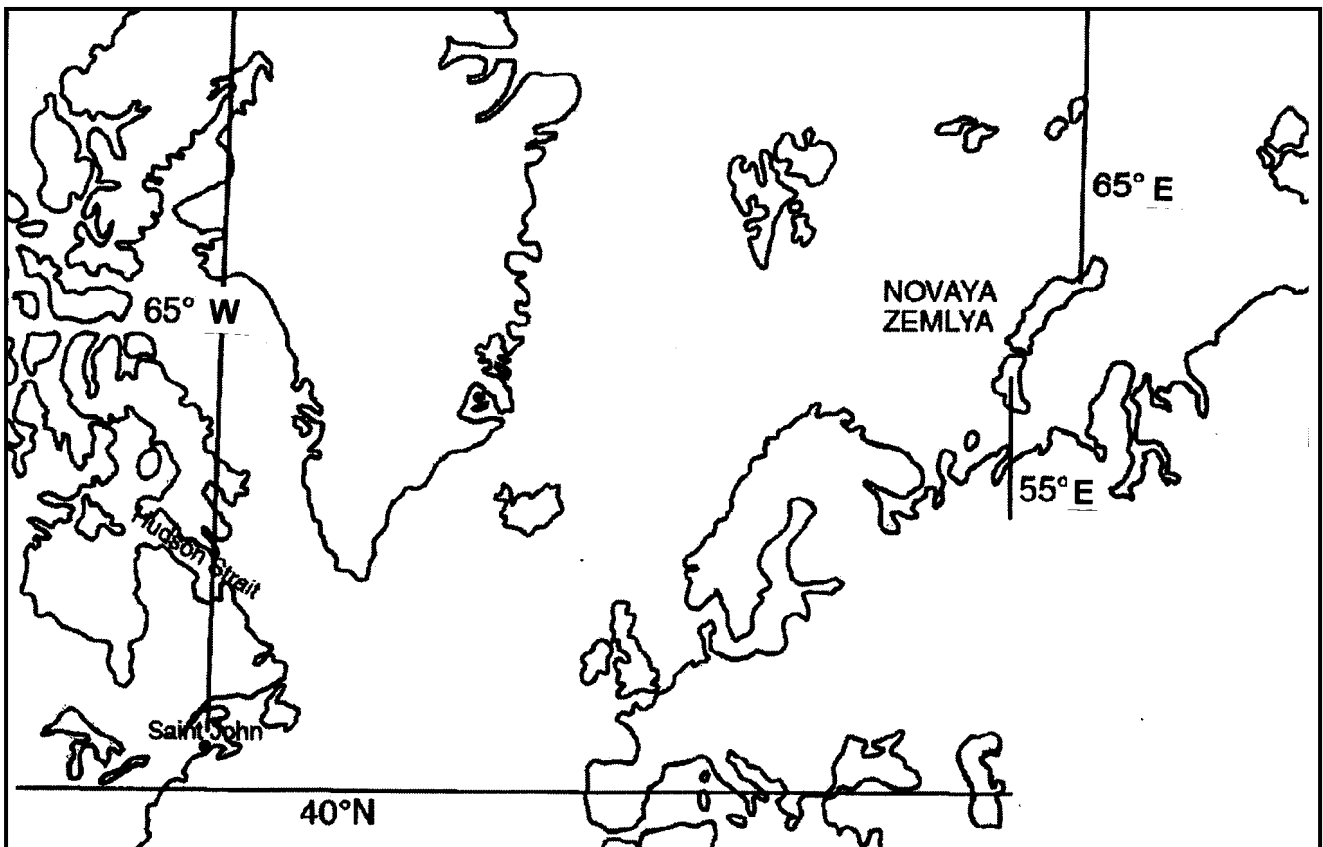 65° E
NOVAYA
ZEMLYA
65° W
55° E
Hudson Strait
Saint John
40°N